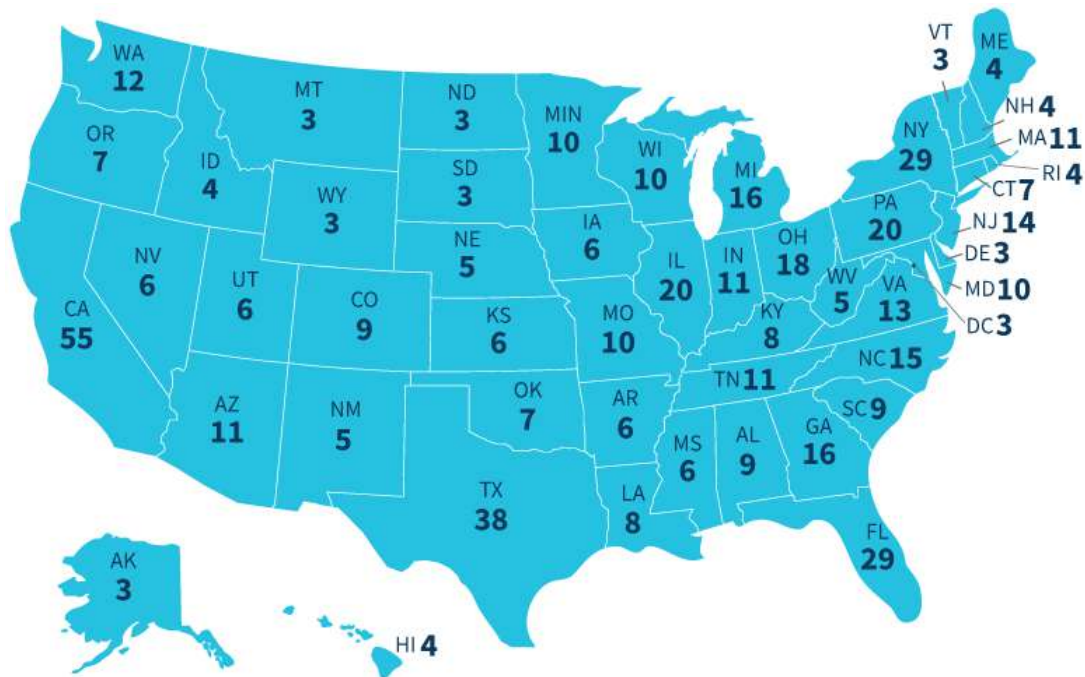 WA
12
OR
7
CA
55
NV
6
ID
4
MT
3
WY
3
UT
6
CO
9
AZ
11
NM
5
ND
3
SD
3
NE
5
KS
6
OK
7
TX
38
MIN
10
IA
6
MO
10
AR
6
LA
8
WI
10
IL
20
MI
16
IN
11
OH
18
KY
8
TN 11
MS
6
AL
9
GA
16
FL
29
SC 9
NC 15
VA
13
WV
5
PA
20
NY
29
VT
3
ME
4
NH 4
MA 11
RI 4
CT 7
NJ 14
DE 3
MD 10
DC 3
AK
3
HI 4